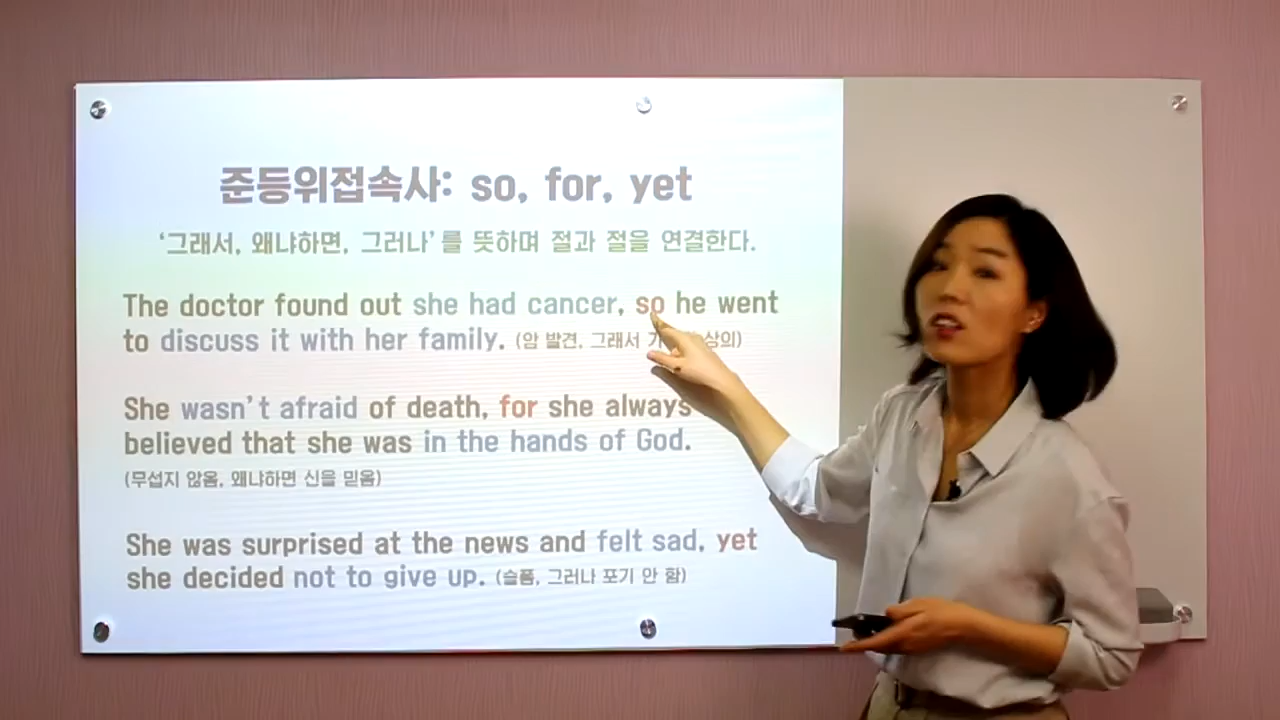 준등위접속사: so, for, yet
‘그래서, 왜냐하면, 그러나’를 뜻하며 절과 절을 연결한다.
The doctor found out she had cancer, so he went
to discuss it with her family. (암 발견, 그래서 상의)
She wasn't afraid of death, for she always
believed that she was in the hands of God.
(무섭지 않음, 왜냐하면 신을 믿음)
She was surprised at the news and felt sad, yet
she decided not to give up. (슬픔, 그러나 포기 안 함)